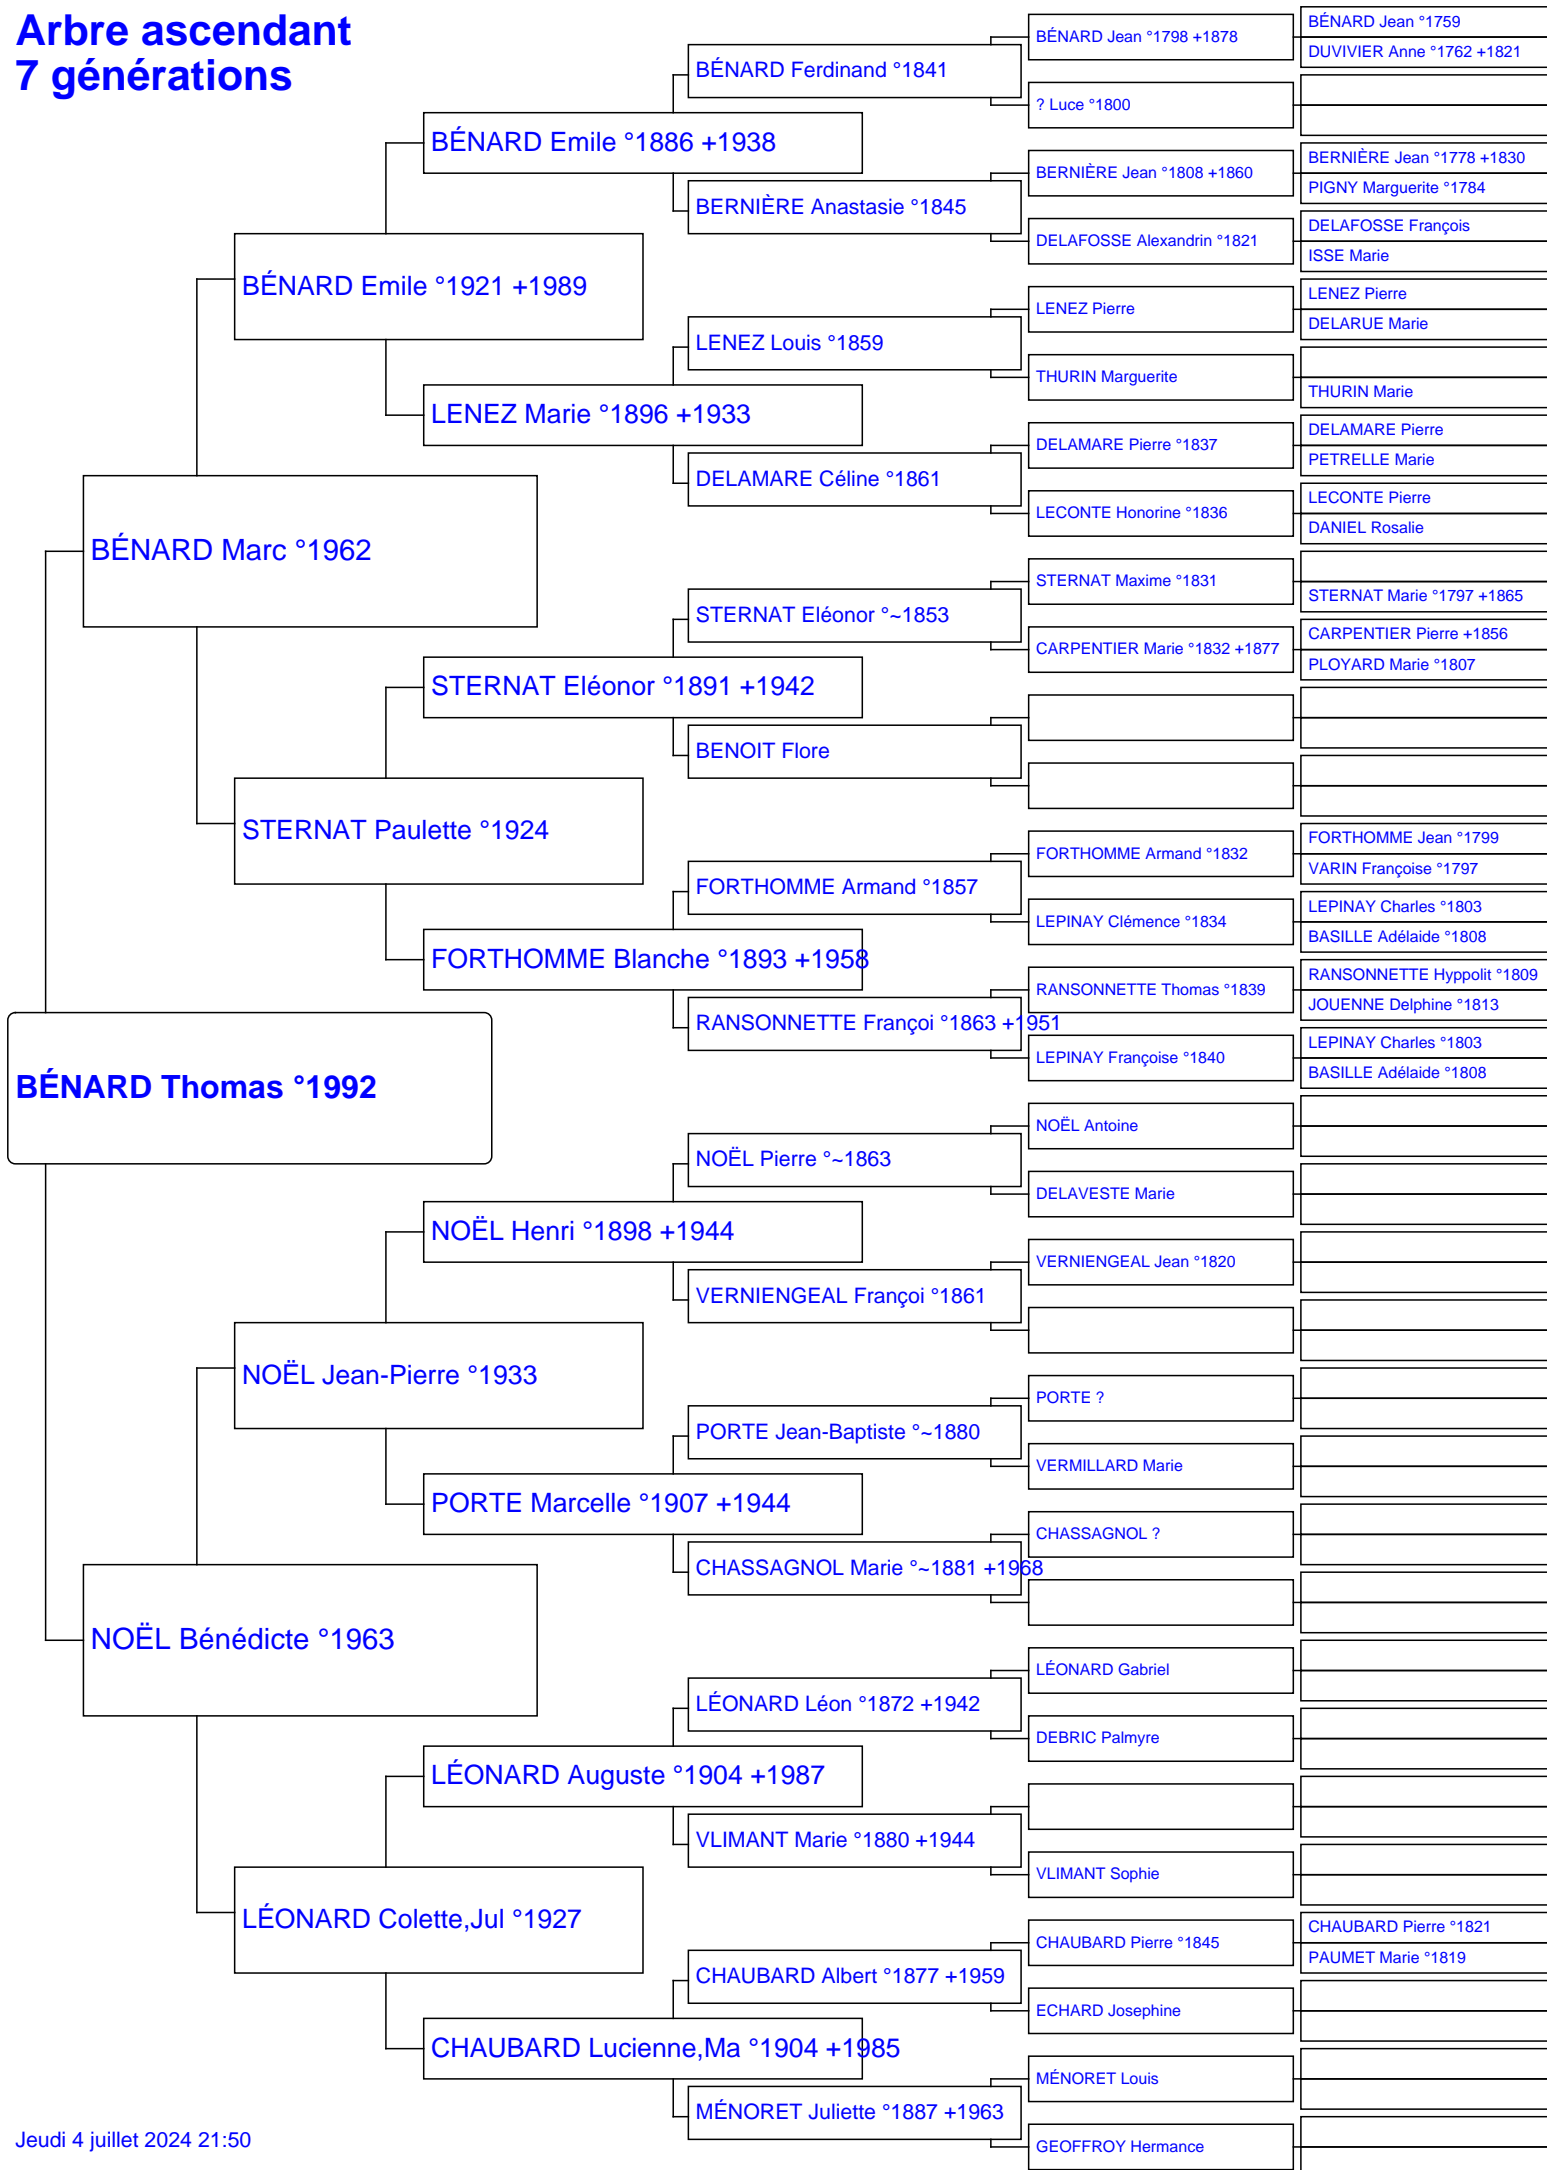 Arbre ascendant
7 générations
BÉNARD Thomas °1992
BÉNARD Marc °1962
NOËL Bénédicte °1963
BÉNARD Emile °1921 +1989
STERNAT Paulette °1924
NOËL Jean-Pierre °1933
LÉONARD Colette,Jul °1927
BÉNARD Emile °1886 +1938
LENEZ Marie °1896 +1933
STERNAT Eléonor °1891 +1942
FORTHOMME Blanche °1893 +1958
NOËL Henri °1898 +1944
PORTE Marcelle °1907 +1944
LÉONARD Auguste °1904 +1987
CHAUBARD Lucienne,Ma °1904 +1985
BÉNARD Ferdinand °1841
BERNIÈRE Anastasie °1845
LENEZ Louis °1859
DELAMARE Céline °1861
STERNAT Eléonor °~1853
BENOIT Flore
FORTHOMME Armand °1857
RANSONNETTE Françoi °1863 +1951
NOËL Pierre °~1863
VERNIENGEAL Françoi °1861
PORTE Jean-Baptiste °~1880
CHASSAGNOL Marie °~1881 +1968
LÉONARD Léon °1872 +1942
VLIMANT Marie °1880 +1944
CHAUBARD Albert °1877 +1959
MÉNORET Juliette °1887 +1963
BÉNARD Jean °1798 +1878
? Luce °1800
BERNIÈRE Jean °1808 +1860
DELAFOSSE Alexandrin °1821
LENEZ Pierre
THURIN Marguerite
DELAMARE Pierre °1837
LECONTE Honorine °1836
STERNAT Maxime °1831
CARPENTIER Marie °1832 +1877
FORTHOMME Armand °1832
LEPINAY Clémence °1834
RANSONNETTE Thomas °1839
LEPINAY Françoise °1840
NOËL Antoine
DELAVESTE Marie
VERNIENGEAL Jean °1820
PORTE ?
VERMILLARD Marie
CHASSAGNOL ?
LÉONARD Gabriel
DEBRIC Palmyre
VLIMANT Sophie
CHAUBARD Pierre °1845
ECHARD Josephine
MÉNORET Louis
GEOFFROY Hermance
BÉNARD Jean °1759
DUVIVIER Anne °1762 +1821
BERNIÈRE Jean °1778 +1830
PIGNY Marguerite °1784
DELAFOSSE François
ISSE Marie
LENEZ Pierre
DELARUE Marie
THURIN Marie
DELAMARE Pierre
PETRELLE Marie
LECONTE Pierre
DANIEL Rosalie
STERNAT Marie °1797 +1865
CARPENTIER Pierre +1856
PLOYARD Marie °1807
FORTHOMME Jean °1799
VARIN Françoise °1797
LEPINAY Charles °1803
BASILLE Adélaide °1808
RANSONNETTE Hyppolit °1809
JOUENNE Delphine °1813
LEPINAY Charles °1803
BASILLE Adélaide °1808
CHAUBARD Pierre °1821
PAUMET Marie °1819
Jeudi 4 juillet 2024 21:50